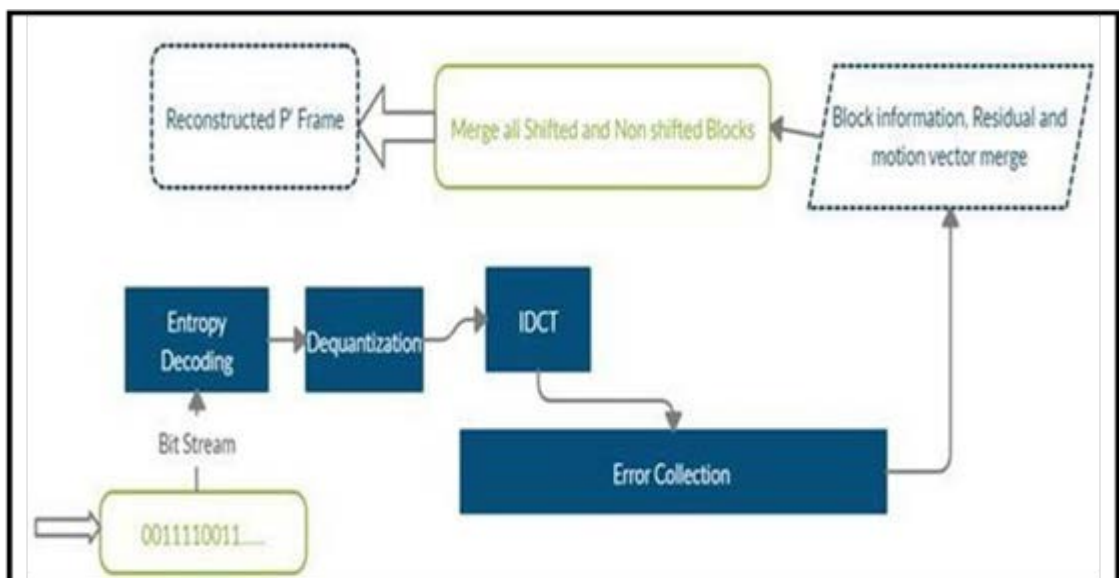 Reconstructed P' Frame
Merge all Shifted and Non shifted Blocks
Block information, Residual and
motion vector merge
Entropy
Decoding
Dequantization
IDCT
Bit Stream
Error Collection
0011110011......